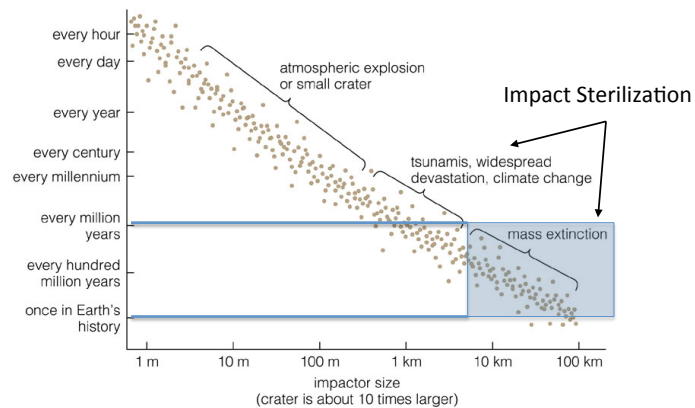 every hour
every day
every year
every century
every millennium
every million
years
every hundred
million years
once in Earth's
history
atmospheric explosion
or small crater
Impact Sterilization
tsunamis, widespread
devastation, climate change
mass extinction
1 m
10 m
100 m
1 km
10 km
100 km
impactor size
(crater is about 10 times larger)